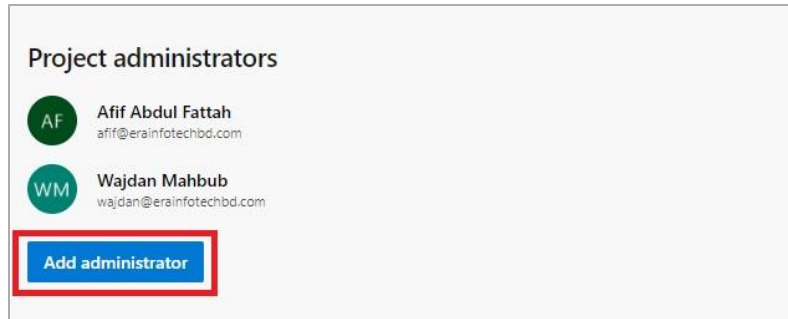 Project administrators
AF
Afif Abdul Fattah
afif@erainfotechbd.com
WM
Wajdan Mahbub
wajdan@erainfotechbd.com
Add administrator